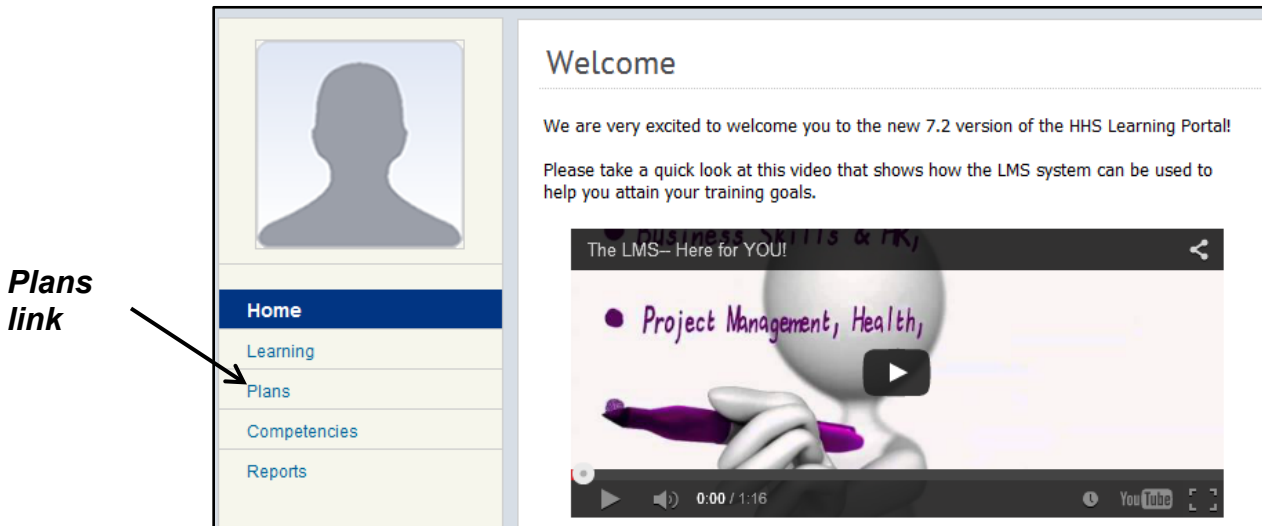 Plans
link
Home
Learning
Plans
Competencies
Reports
Welcome
We are very excited to welcome you to the new 7.2 version of the HHS Learning Portal!
Please take a quick look at this video that shows how the LMS system can be used to
help you attain your training goals.
• Business Skills & HR,
The LMS– Here for YOU!
• Project Management, Health,
0:00 / 1:16
YouTube